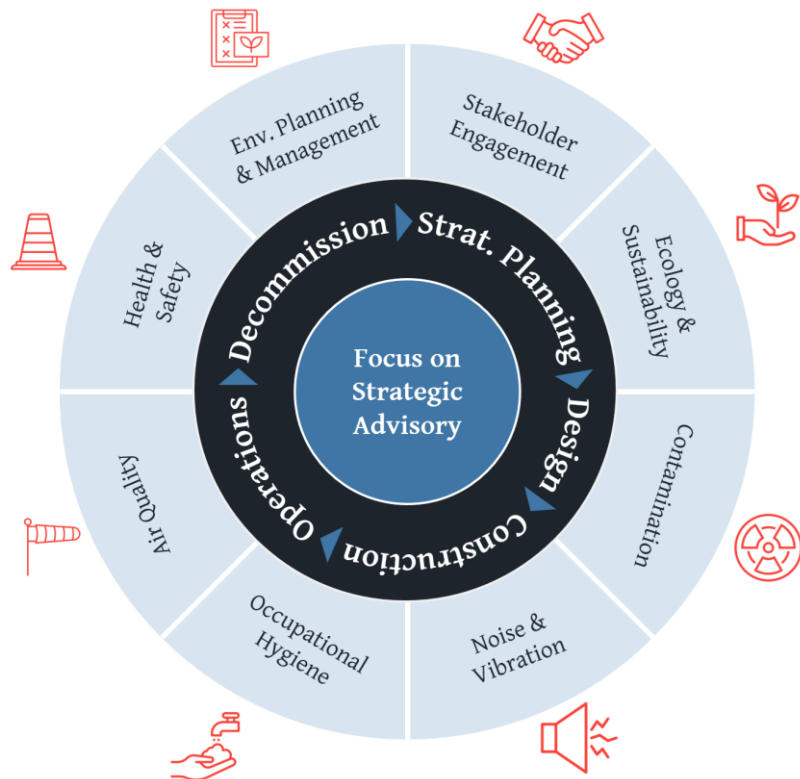 Env. Planning
& Management
Stakeholder
Engagement
Ecology &
Sustainability
Contamination
Noise &
Vibration
Occupational
Hygiene
Air Quality
Health &
Safety
Strat. Planning
Design
Construction
Operations
Decommission
Focus on
Strategic
Advisory